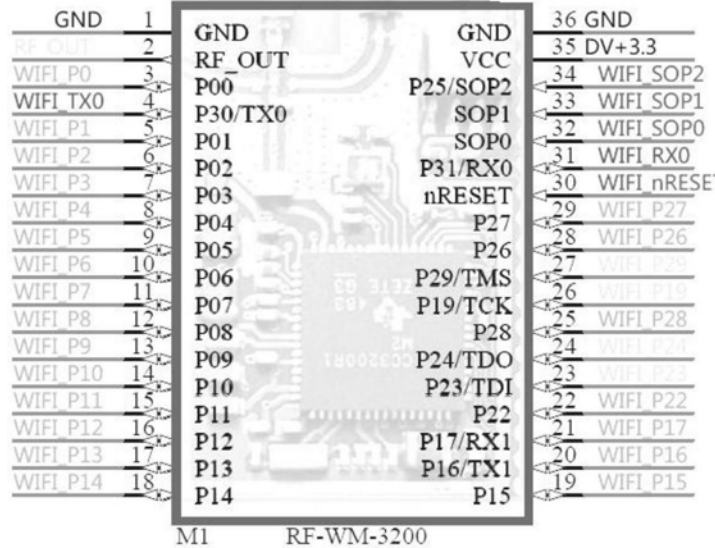 GND 1 GND GND 36 GND
RF_OUT 2 RF_OUT VCC 35 DV+3.3
WIFI_P0 3 P00 P25/SOP2 34 WIFI_SOP2
WIFI_TX0 4 P30/TX0 SOP1 33 WIFI_SOP1
WIFI_P1 5 P01 SOP0 32 WIFI_SOP0
WIFI_P2 6 P02 P31/RX0 31 WIFI_RX0
WIFI_P3 7 P03 nRESET 30 WIFI_nRESET
WIFI_P4 8 P04 P27 29 WIFI_P27
WIFI_P5 9 P05 P26 28 WIFI_P26
WIFI_P6 10 P06 P29/TMS 27 WIFI_P29
WIFI_P7 11 P07 P19/TCK 26 WIFI_P19
WIFI_P8 12 P08 P28 25 WIFI_P28
WIFI_P9 13 P09 P24/TDO 24 WIFI_P24
WIFI_P10 14 P10 P23/TDI 23 WIFI_P23
WIFI_P11 15 P11 P22 22 WIFI_P22
WIFI_P12 16 P12 P17/RX1 21 WIFI_P17
WIFI_P13 17 P13 P16/TX1 20 WIFI_P16
WIFI_P14 18 P14 P15 19 WIFI_P15
CC3200R1
M1 RF-WM-3200